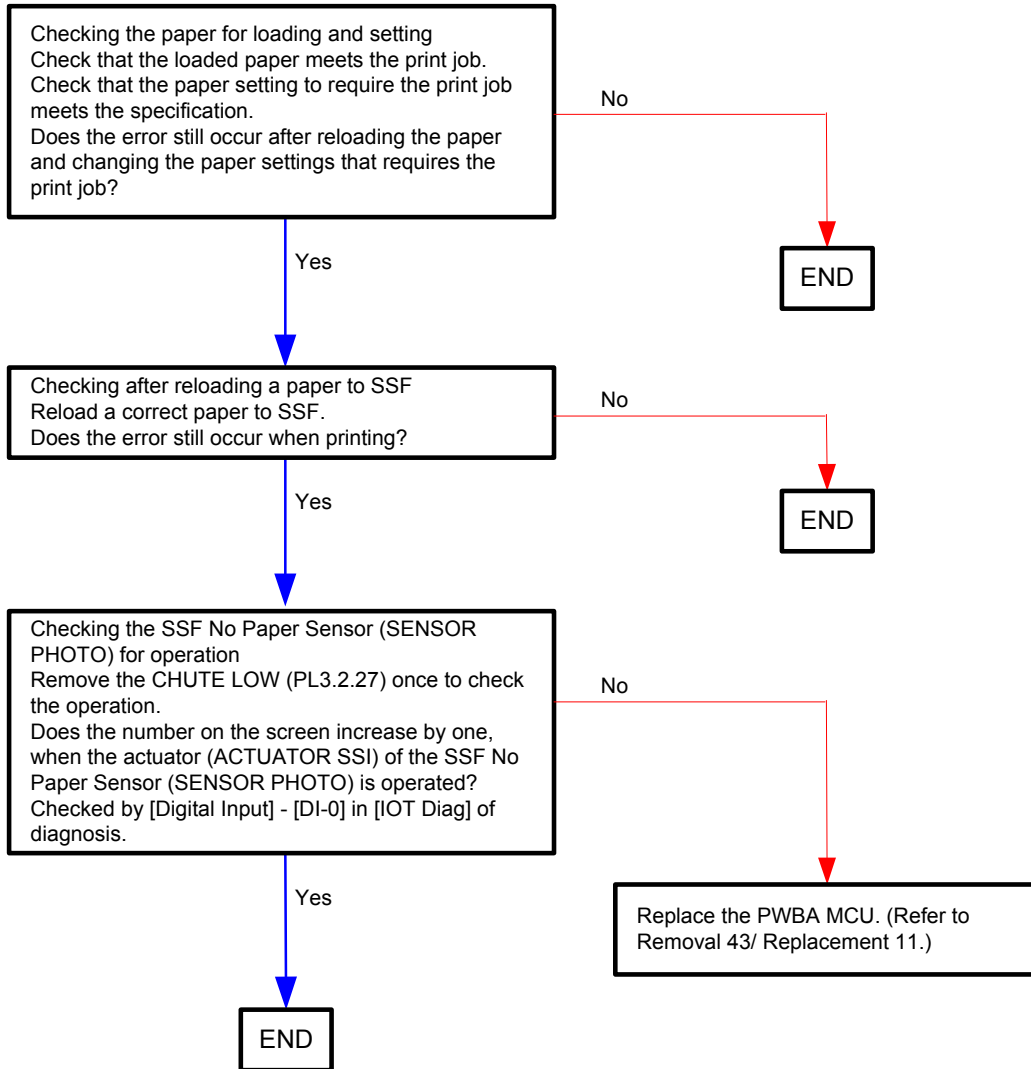 Checking the paper for loading and setting
Check that the loaded paper meets the print job.
Check that the paper setting to require the print job
meets the specification.
Does the error still occur after reloading the paper
and changing the paper settings that requires the
print job?
No
END
Yes
Checking after reloading a paper to SSF
Reload a correct paper to SSF.
Does the error still occur when printing?
No
END
Yes
Checking the SSF No Paper Sensor (SENSOR
PHOTO) for operation
Remove the CHUTE LOW (PL3.2.27) once to check
the operation.
Does the number on the screen increase by one,
when the actuator (ACTUATOR SSI) of the SSF No
Paper Sensor (SENSOR PHOTO) is operated?
Checked by [Digital Input] - [DI-0] in [IOT Diag] of
diagnosis.
No
Replace the PWBA MCU. (Refer to
Removal 43/ Replacement 11.)
Yes
END